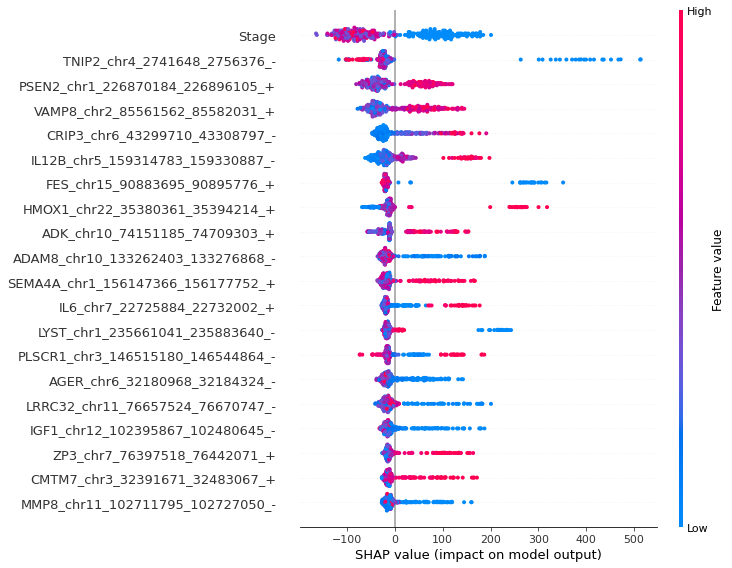 High
Stage
TNIP2_chr4_2741648_2756376_-
PSEN2_chr1_226870184_226896105_+
VAMP8_chr2_85561562_85582031_+
CRIP3_chr6_43299710_43308797_-
IL12B_chr5_159314783_159330887_-
FES_chr15_90883695_90895776_+
HMOX1_chr22_35380361_35394214_+
ADK_chr10_74151185_74709303_+
ADAM8_chr10_133262403_133276868_-
SEMA4A_chr1_156147366_156177752_+
IL6_chr7_22725884_22732002_+
LYST_chr1_235661041_235883640_-
PLSCR1_chr3_146515180_146544864_-
AGER_chr6_32180968_32184324_-
LRRC32_chr11_76657524_76670747_-
IGF1_chr12_102395867_102480645_-
ZP3_chr7_76397518_76442071_+
CMTM7_chr3_32391671_32483067_+
MMP8_chr11_102711795_102727050_-
Feature value
Low
−100 0 100 200 300 400 500
SHAP value (impact on model output)